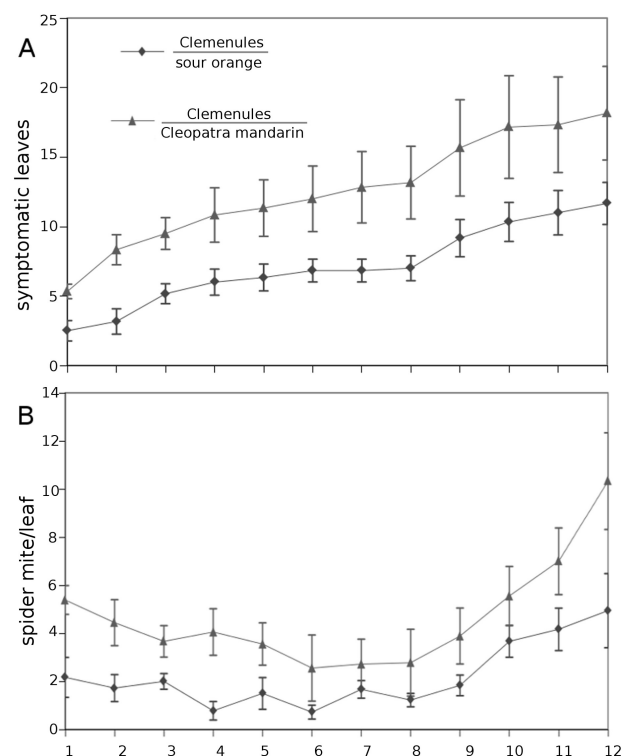 25
A
Clemenules
sour orange
20
Clemenules
Cleopatra mandarin
15
10
5
0
symptomatic leaves
14
B
12
10
8
6
4
2
0
spider mite/leaf
1 2 3 4 5 6 7 8 9 10 11 12